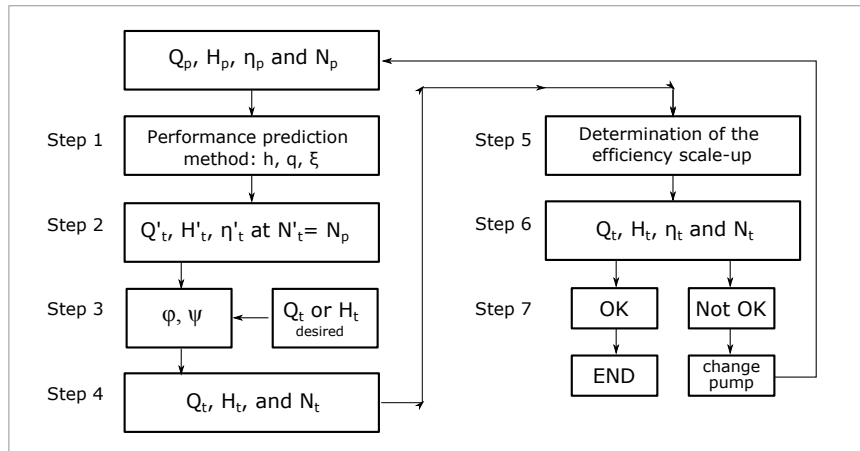 Qp, Hp, ηp and Np
Step 1
Performance prediction
method: h, q, ξ
Step 2
Q't, H't, η't at N't= Np
Step 3
φ, ψ
Qt or Ht
desired
Step 4
Qt, Ht, and Nt
Step 5
Determination of the
efficiency scale-up
Step 6
Qt, Ht, ηt and Nt
Step 7
OK
Not OK
END
change
pump